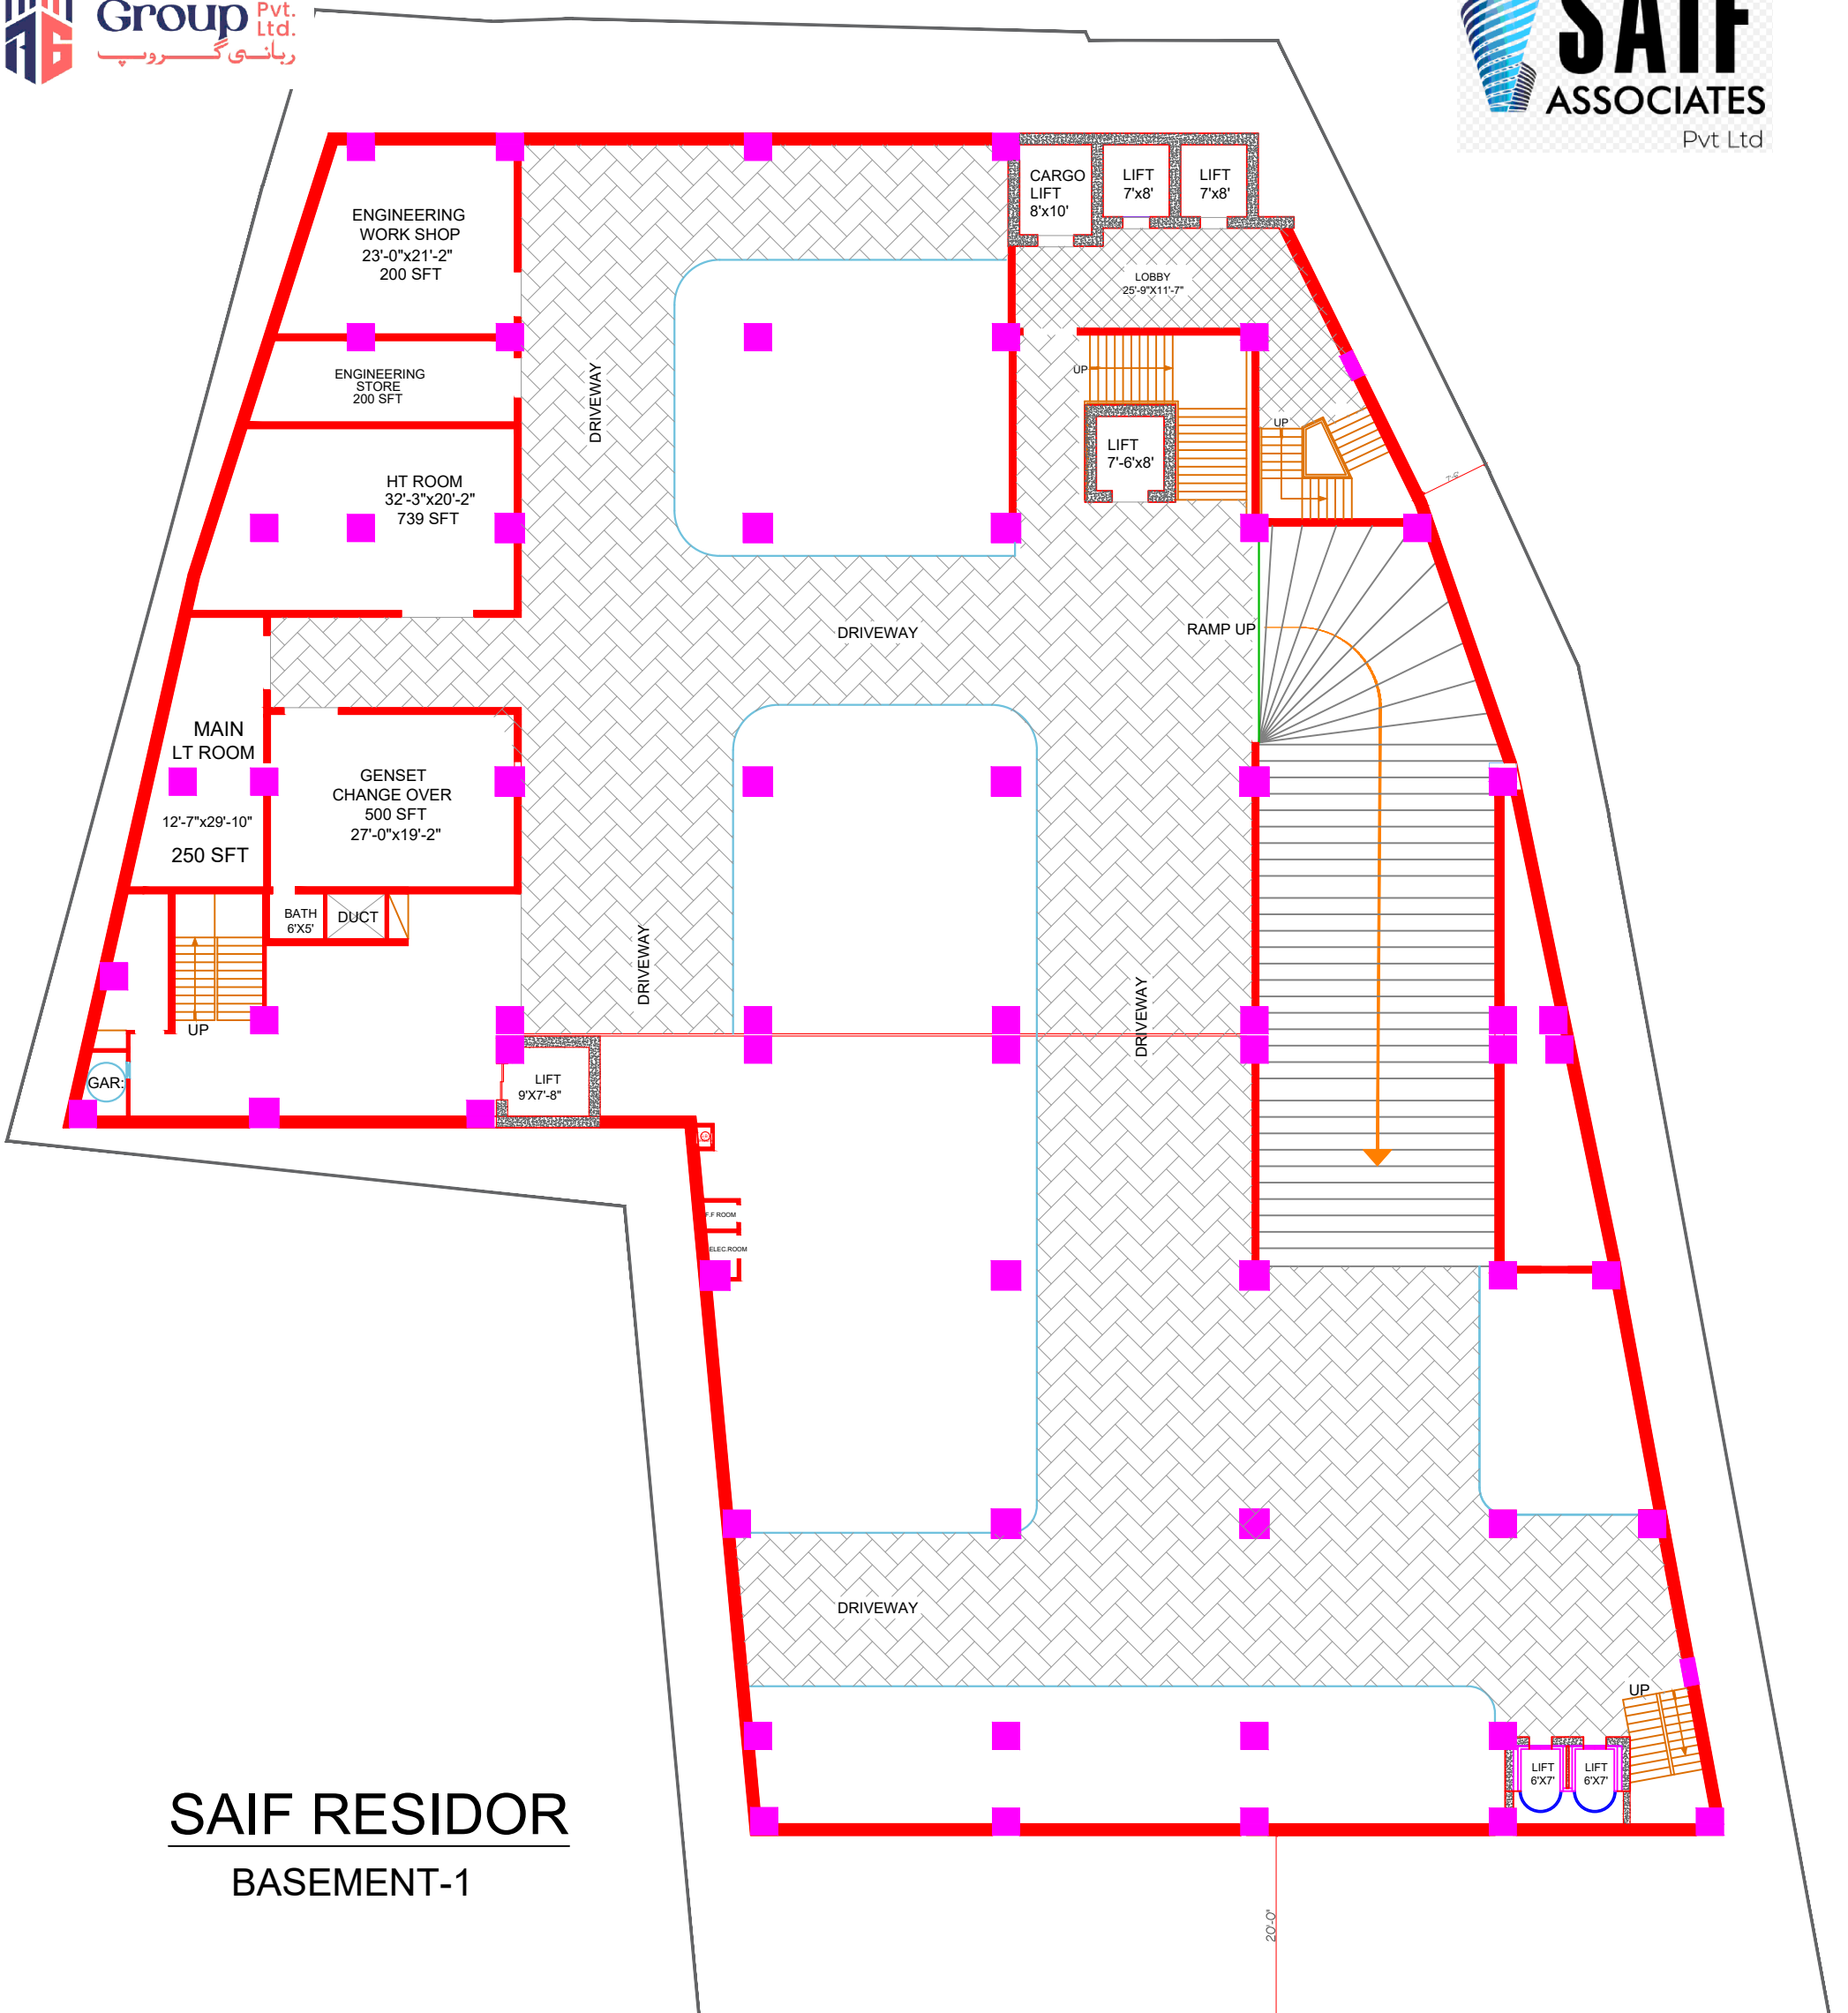 Group Pvt. Ltd.
ربانی گروپ
SAIF
ASSOCIATES
Pvt Ltd
CARGO
LIFT
8'x10'
LIFT
7'x8'
LIFT
7'x8'
ENGINEERING
WORK SHOP
23'-0"x21'-2"
200 SFT
LOBBY
25'-9"X11'-7"
ENGINEERING
STORE
200 SFT
DRIVEWAY
UP
LIFT
7'-6'x8'
UP
7'-6"
HT ROOM
32'-3"x20'-2"
739 SFT
DRIVEWAY
RAMP UP
MAIN
LT ROOM
12'-7"x29'-10"
250 SFT
GENSET
CHANGE OVER
500 SFT
27'-0"x19'-2"
BATH
6'X5'
DUCT
DRIVEWAY
DRIVEWAY
UP
GAR:
LIFT
9'X7'-8"
F.F ROOM
ELEC.ROOM
DRIVEWAY
UP
LIFT
6'X7'
LIFT
6'X7'
SAIF RESIDOR
BASEMENT-1
20'-0"